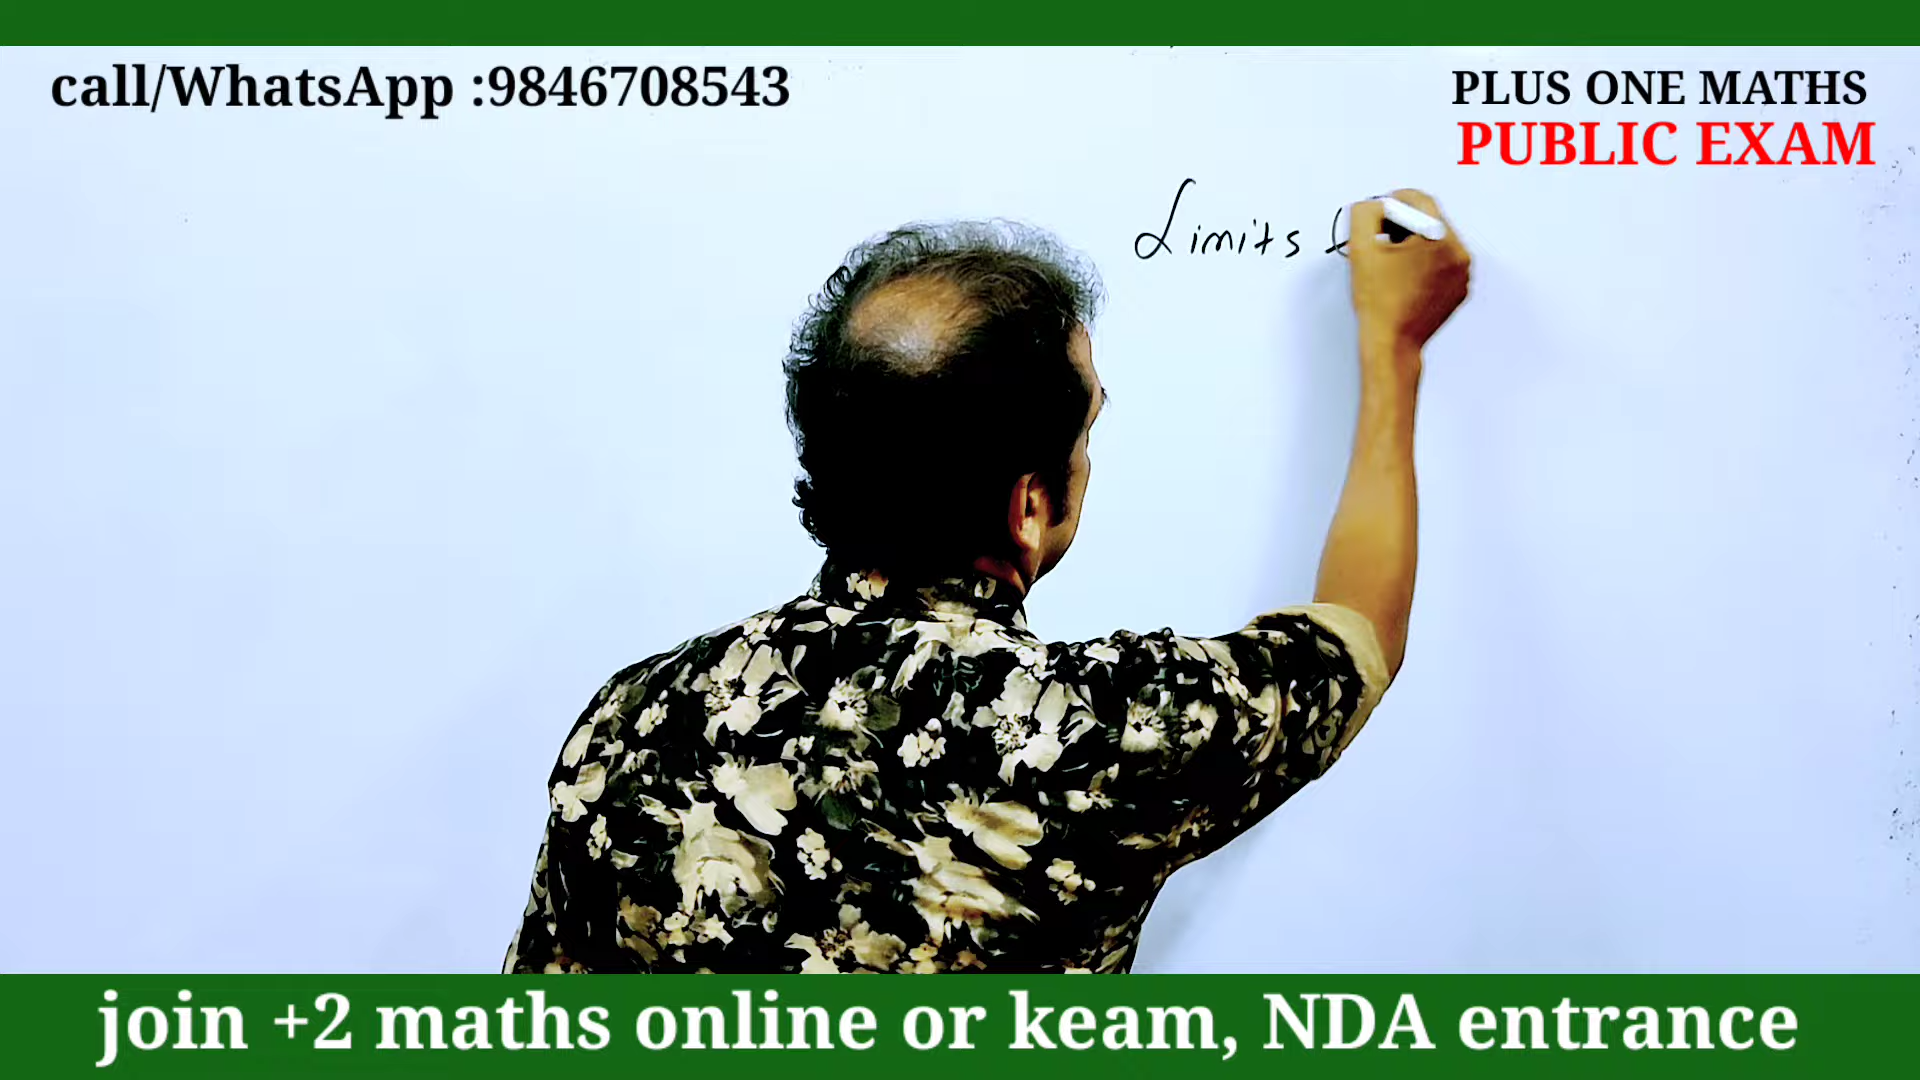 call/WhatsApp :9846708543
PLUS ONE MATHS
PUBLIC EXAM
Limits
join +2 maths online or keam, NDA entrance